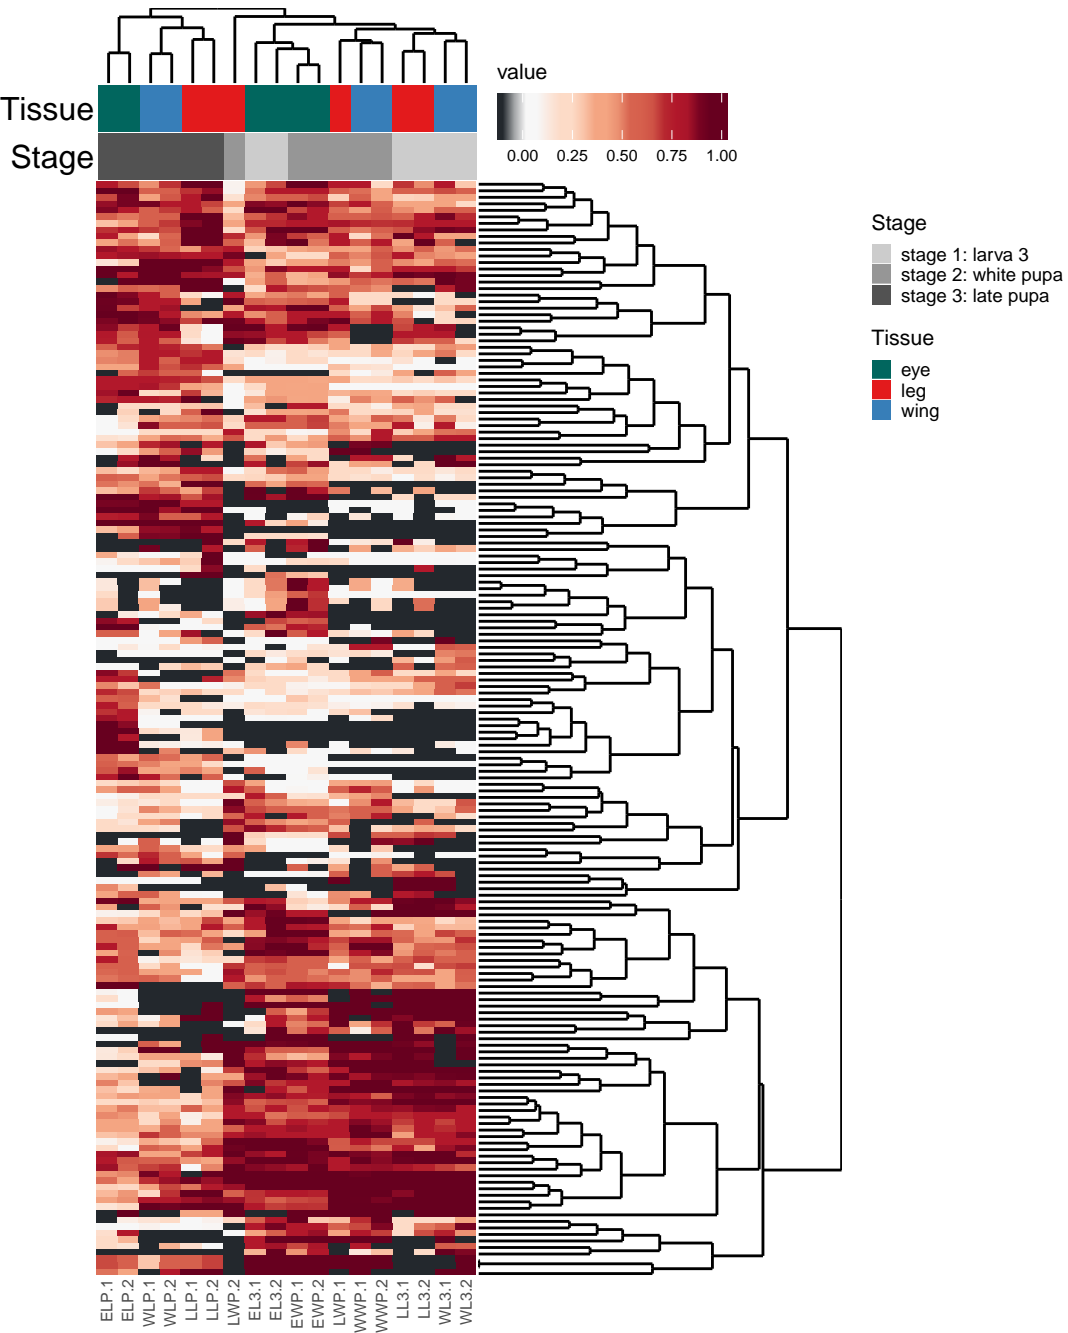 value
0.00 0.25 0.50 0.75 1.00
Tissue
Stage
Stage
stage 1: larva 3
stage 2: white pupa
stage 3: late pupa
Tissue
eye
leg
wing
ELP.1
ELP.2
WLP.1
WLP.2
LLP.1
LLP.2
LWP.2
EL3.1
EL3.2
EWP.1
EWP.2
LWP.1
WWP.1
WWP.2
LL3.1
LL3.2
WL3.1
WL3.2